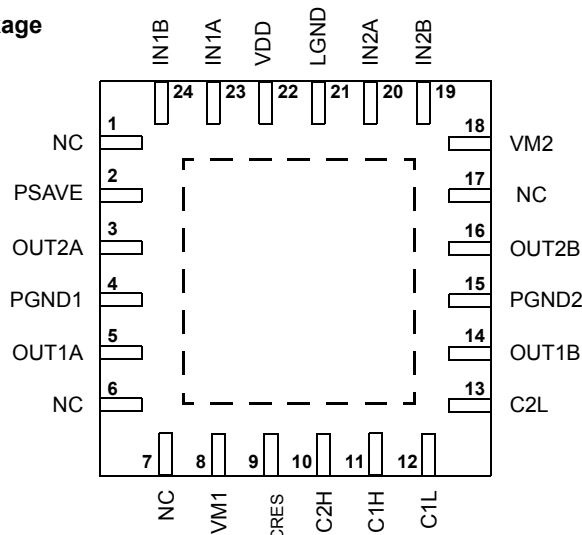 kage
IN1B IN1A VDD LGND IN2A IN2B
24 23 22 21 20 19
1 NC
2 PSAVE
3 OUT2A
4 PGND1
5 OUT1A
6 NC
18 VM2
17 NC
16 OUT2B
15 PGND2
14 OUT1B
13 C2L
7 8 9 10 11 12
NC VM1 CRES C2H C1H C1L